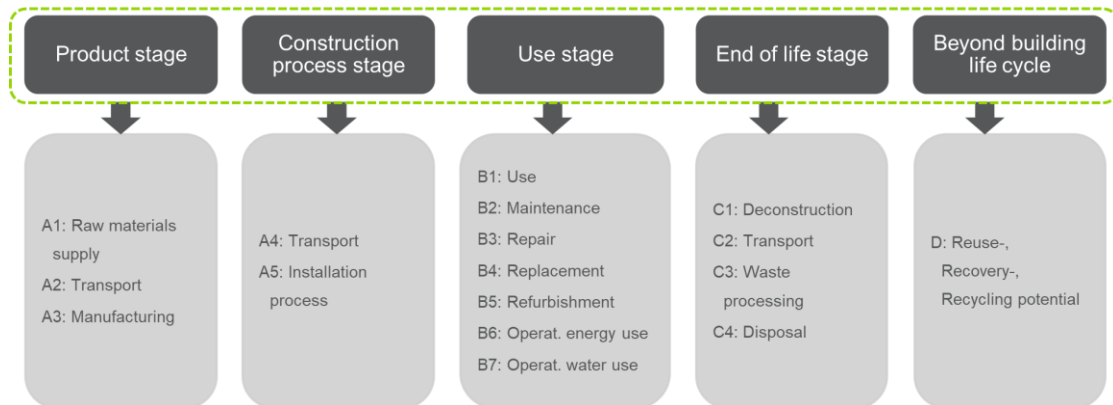 Product stage
Construction
process stage
Use stage
End of life stage
Beyond building
life cycle
A1: Raw materials
supply
A2: Transport
A3: Manufacturing
A4: Transport
A5: Installation
process
B1: Use
B2: Maintenance
B3: Repair
B4: Replacement
B5: Refurbishment
B6: Operat. energy use
B7: Operat. water use
C1: Deconstruction
C2: Transport
C3: Waste
processing
C4: Disposal
D: Reuse-,
Recovery-,
Recycling potential